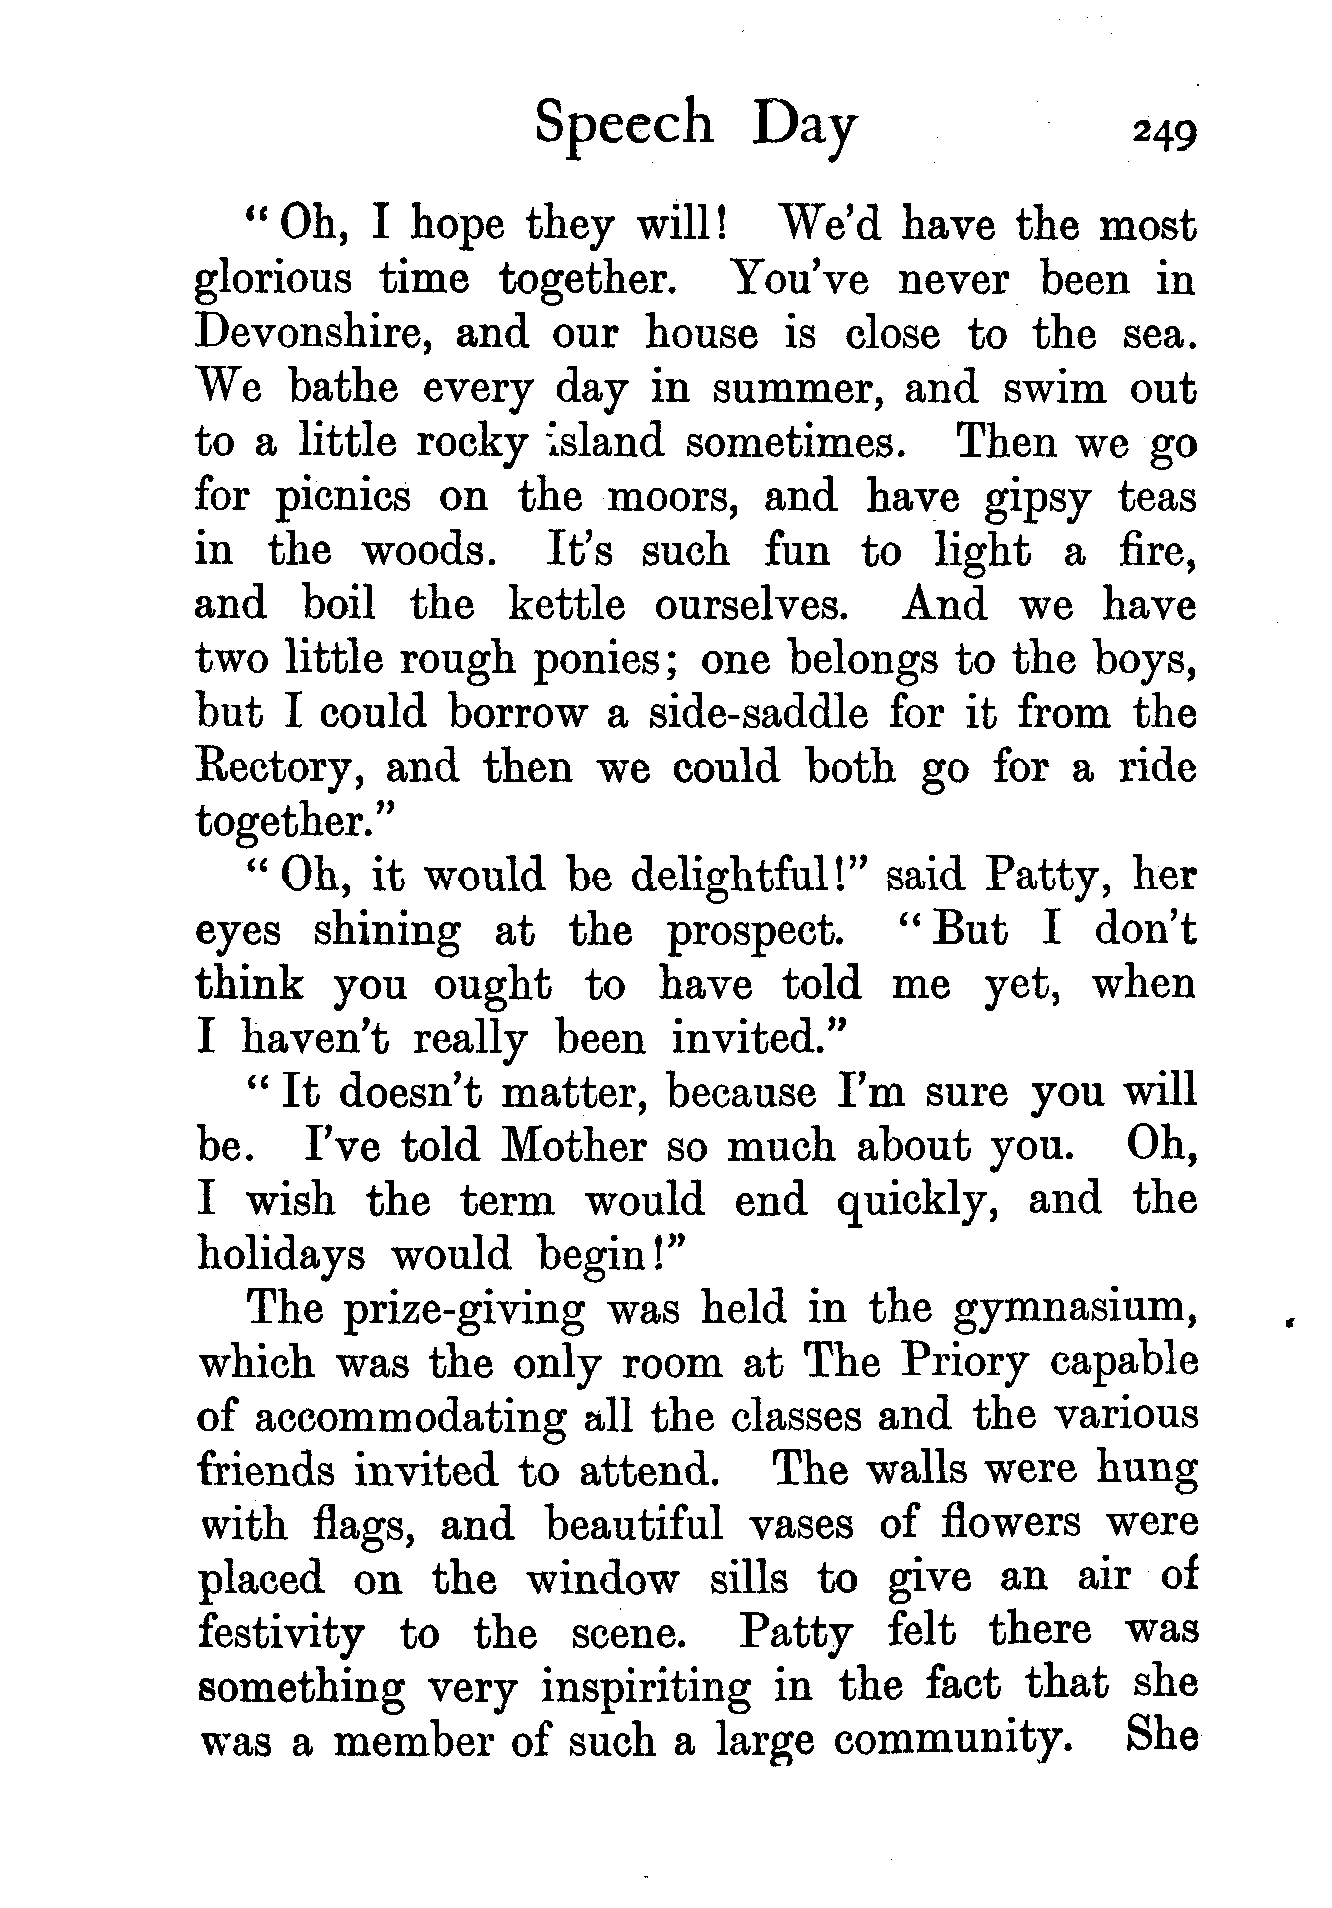 Speech Day 249
"Oh, I hope they will! We'd have the most
glorious time together. You've never been in
Devonshire, and our house is close to the sea.
We bathe every day in summer, and swim out
to a little rocky island sometimes. Then we go
for picnics on the moors, and have gipsy teas
in the woods. It's such fun to light a fire,
and boil the kettle ourselves. And we have
two little rough ponies; one belongs to the boys,
but I could borrow a side-saddle for it from the
Rectory, and then we could both go for a ride
together."
"Oh, it would be delightful!" said Patty, her
eyes shining at the prospect. "But I don't
think you ought to have told me yet, when
I haven't really been invited."
"It doesn't matter, because I'm sure you will
be. I've told Mother so much about you. Oh,
I wish the term would end quickly, and the
holidays would begin!"
The prize-giving was held in the gymnasium,
which was the only room at The Priory capable
of accommodating all the classes and the various
friends invited to attend. The walls were hung
with flags, and beautiful vases of flowers were
placed on the window sills to give an air of
festivity to the scene. Patty felt there was
something very inspiriting in the fact that she
was a member of such a large community. She